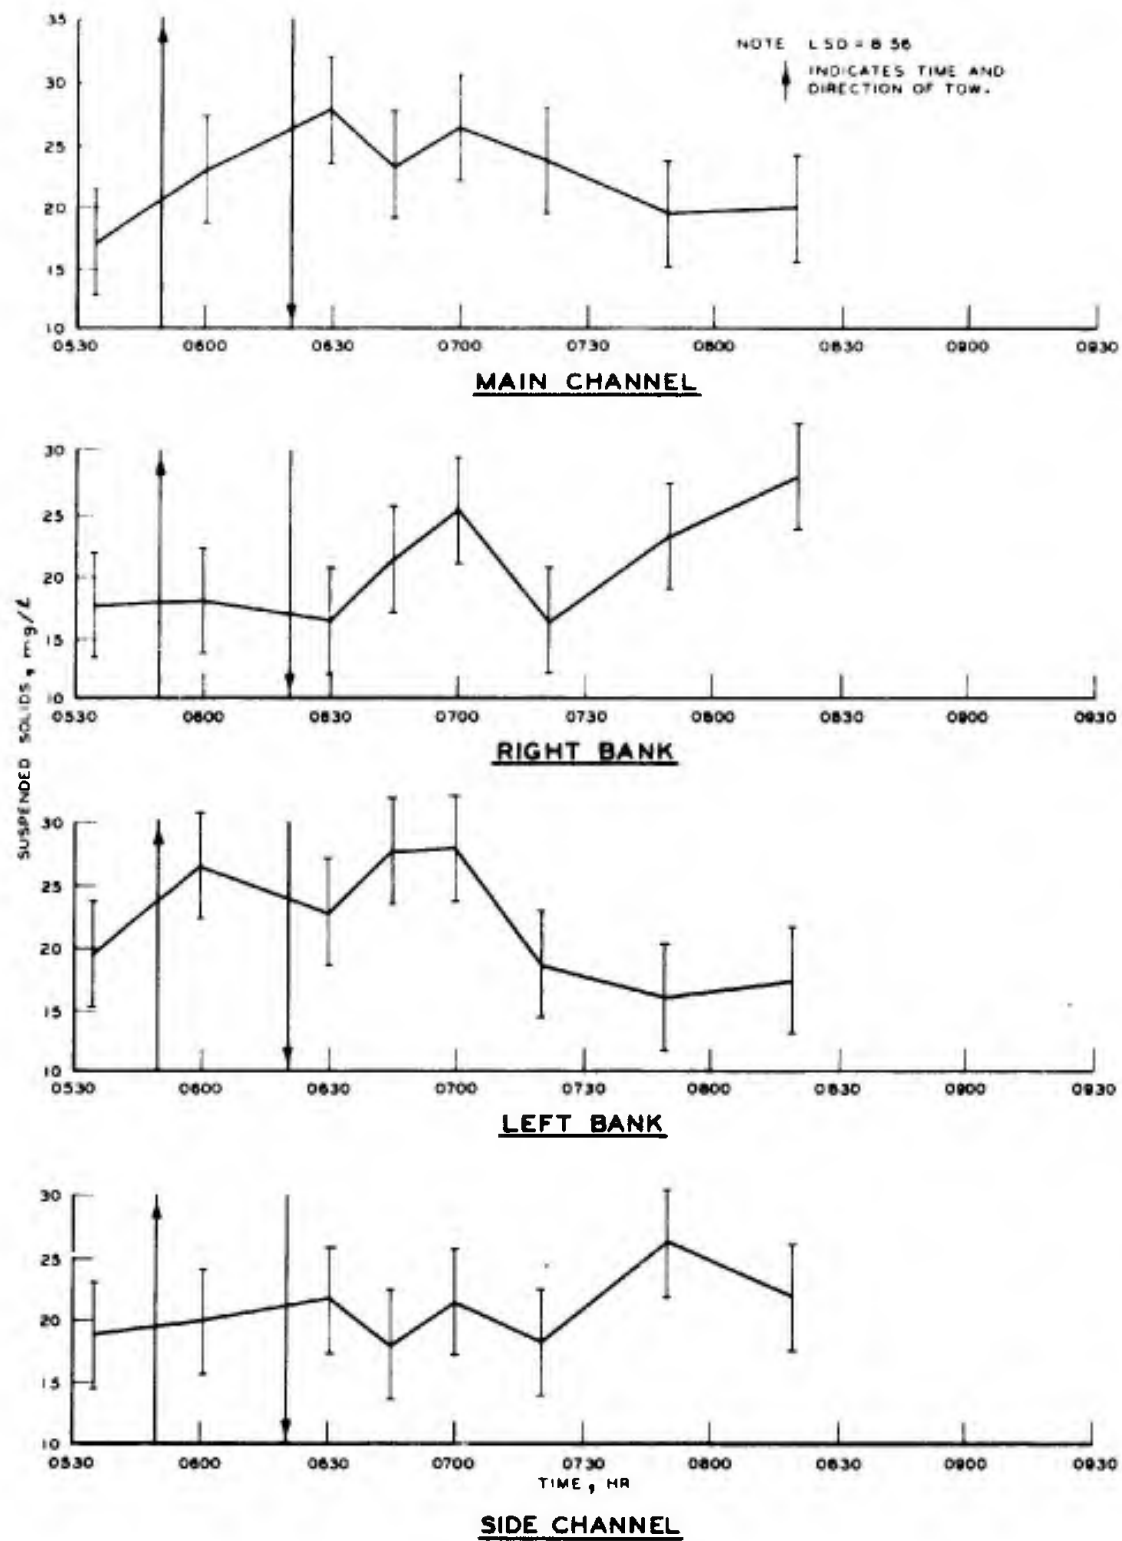 35
NOTE LSD = 8.56
INDICATES TIME AND
DIRECTION OF TOW.
30
25
20
15
10
0530 0600 0630 0700 0730 0800 0830 0900 0930
MAIN CHANNEL
30
25
20
15
10
0530 0600 0630 0700 0730 0800 0830 0900 0930
RIGHT BANK
SUSPENDED SOLIDS, mg/ℓ
30
25
20
15
10
0530 0600 0630 0700 0730 0800 0830 0900 0930
LEFT BANK
30
25
20
15
10
0530 0600 0630 0700 0730 0800 0830 0900 0930
TIME, HR
SIDE CHANNEL